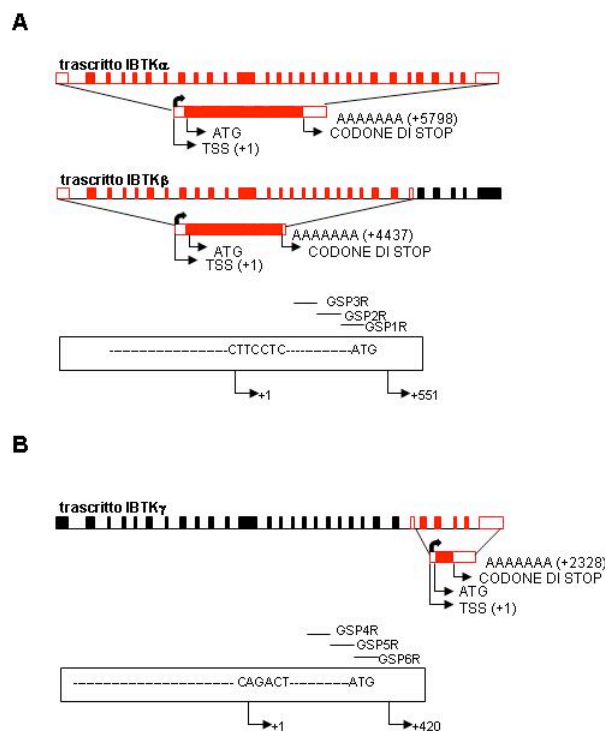 A
trascritto IBTKα
AAAAAAA (+5798)
ATG
CODONE DI STOP
TSS (+1)
trascritto IBTKβ
AAAAAAA (+4437)
ATG
CODONE DI STOP
TSS (+1)
GSP3R
GSP2R
GSP1R
---------------------CTTCCTC-----------ATG
+1
+551
B
trascritto IBTKγ
AAAAAAA (+2328)
CODONE DI STOP
ATG
TSS (+1)
GSP4R
GSP5R
GSP6R
---------------------------- CAGACT-----------ATG
+1
+420